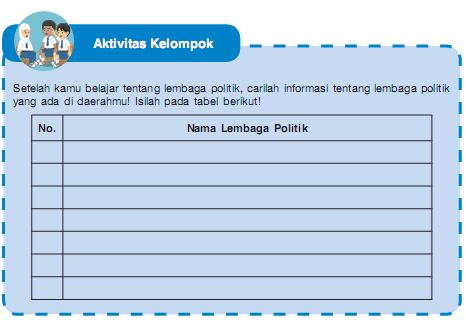 Aktivitas Kelompok
Setelah kamu belajar tentang lembaga politik, carilah informasi tentang lembaga politik
yang ada di daerahmu! Isilah pada tabel berikut!
No. Nama Lembaga Politik